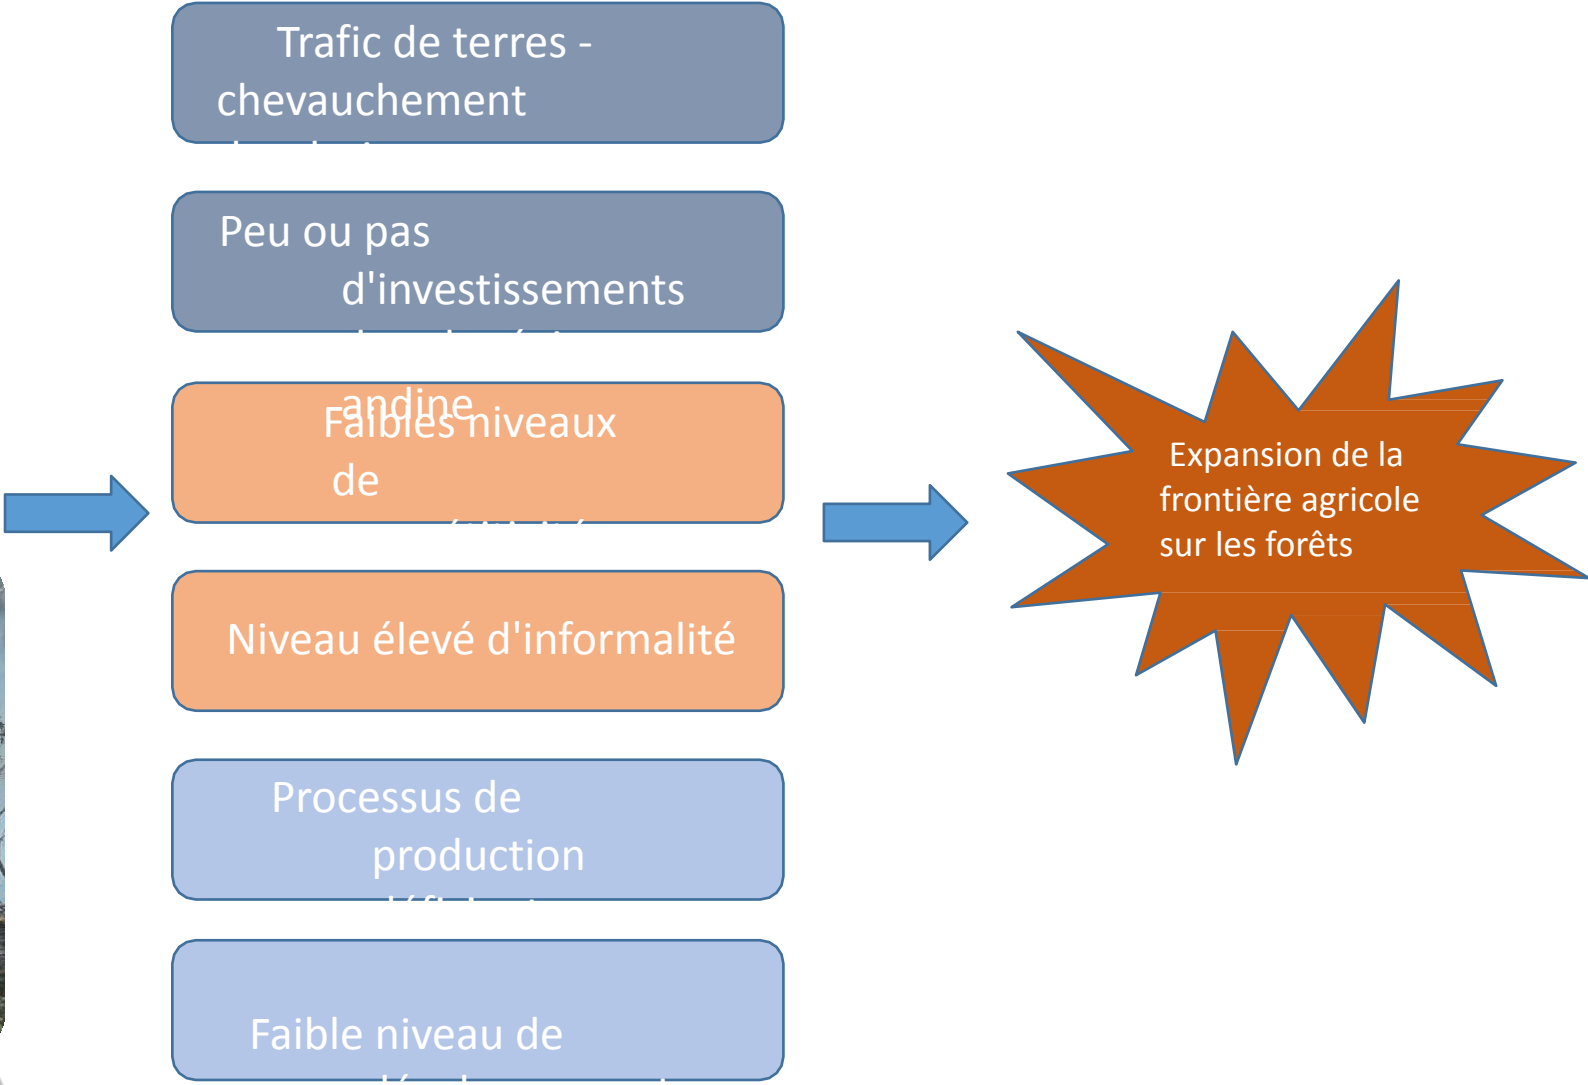 Trafic de terres -
chevauchement
Peu ou pas
d'investissements
andine
Faibles niveaux
de
Niveau élevé d'informalité
Processus de
production
Faible niveau de
Expansion de la
frontière agricole
sur les forêts